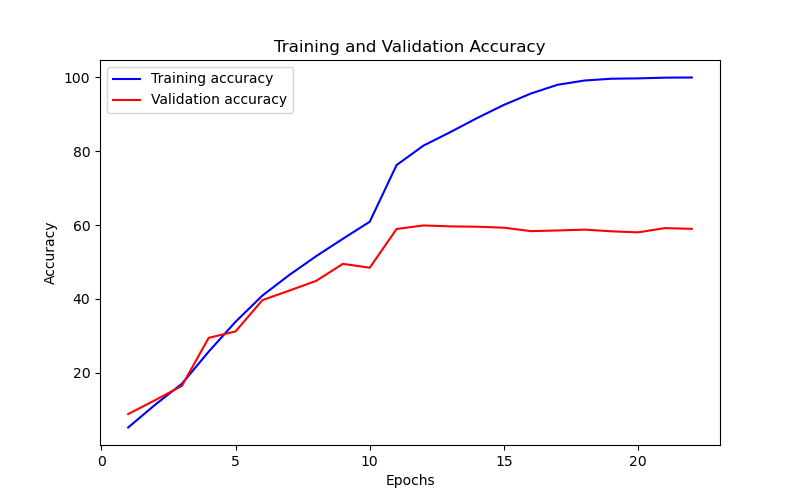 Training and Validation Accuracy
Training accuracy
Validation accuracy
100
80
60
40
20
Accuracy
0 5 10 15 20
Epochs